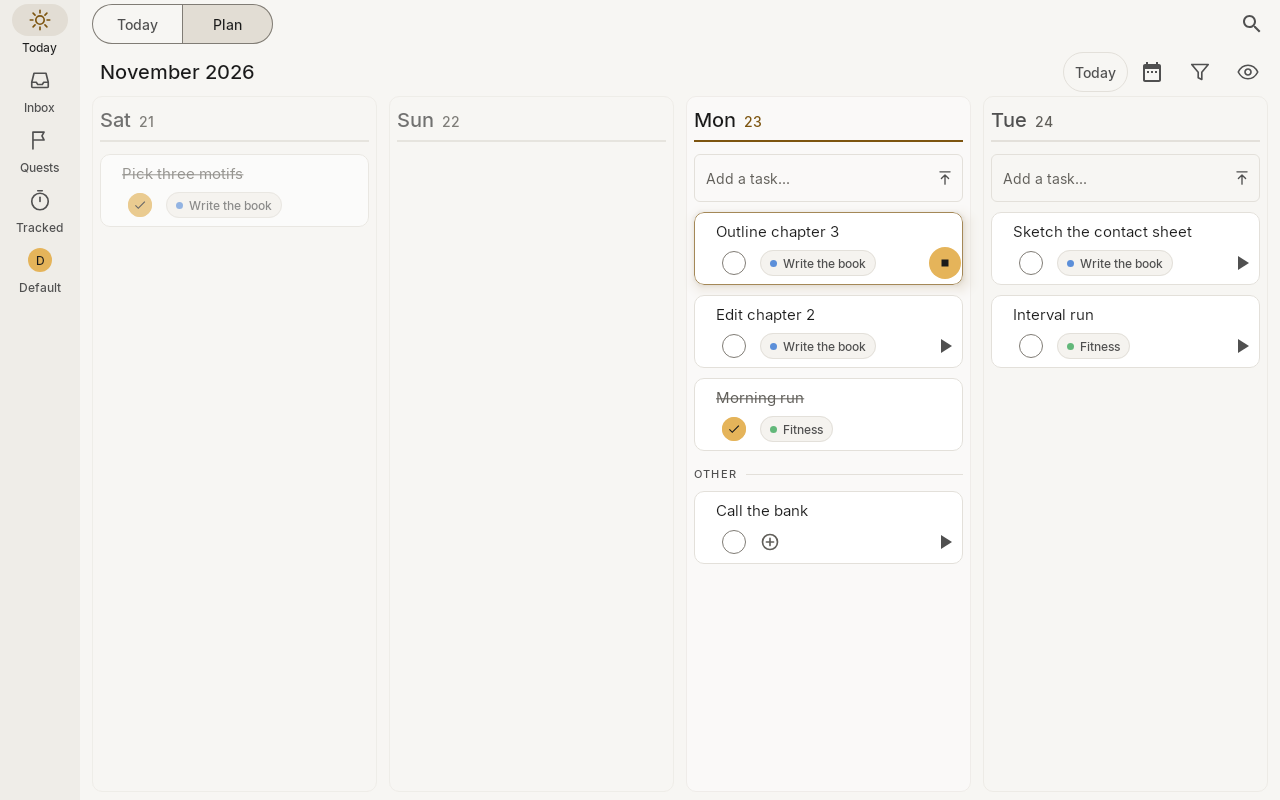 Today
Inbox
Quests
Tracked
D
Default
Today
Plan
November 2026
Today
Sat 21
Pick three motifs
Write the book
Sun 22
Mon 23
Add a task...
Outline chapter 3
Write the book
Edit chapter 2
Write the book
Morning run
Fitness
OTHER
Call the bank
Tue 24
Add a task...
Sketch the contact sheet
Write the book
Interval run
Fitness